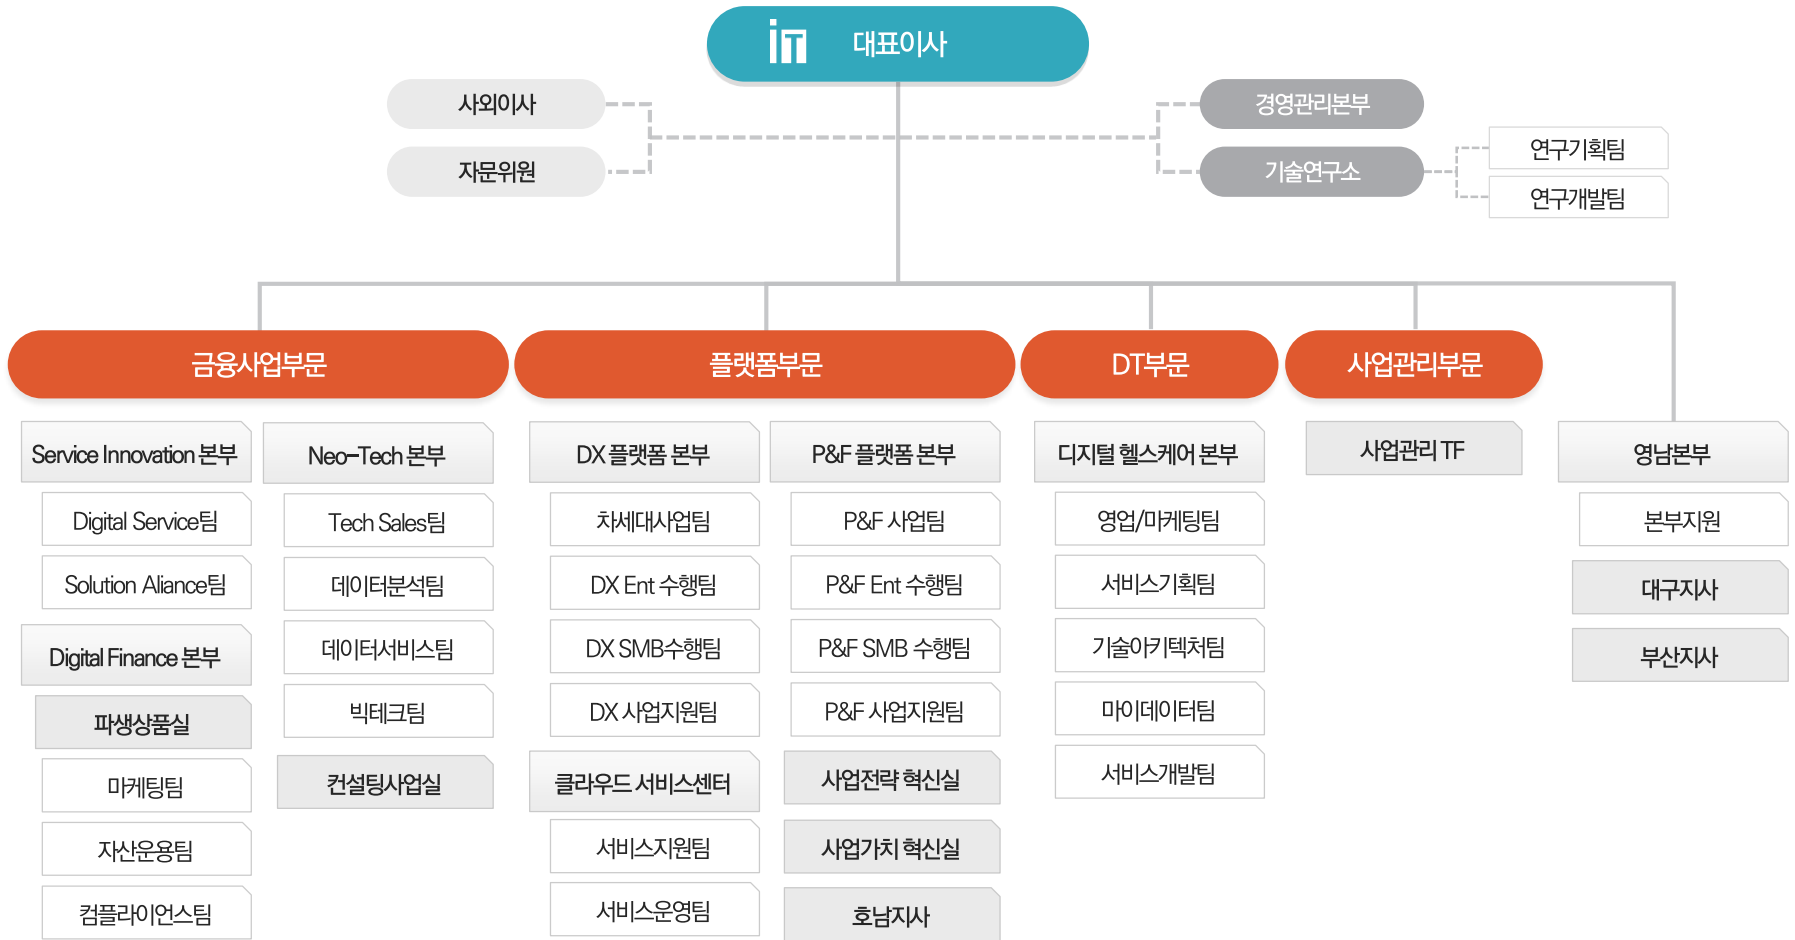 iT 대표이사
사외이사
자문위원
경영관리본부
기술연구소
연구기획팀
연구개발팀
금융사업부문
Service Innovation 본부
Digital Service팀
Solution Aliance팀
Digital Finance 본부
파생상품실
마케팅팀
자산운용팀
컴플라이언스팀
Neo-Tech 본부
Tech Sales팀
데이터분석팀
데이터서비스팀
빅테크팀
컨설팅사업실
플랫폼부문
DX 플랫폼 본부
차세대사업팀
DX Ent 수행팀
DX SMB수행팀
DX 사업지원팀
클라우드 서비스센터
서비스지원팀
서비스운영팀
P&F 플랫폼 본부
P&F 사업팀
P&F Ent 수행팀
P&F SMB 수행팀
P&F 사업지원팀
사업전략 혁신실
사업가치 혁신실
호남지사
DT부문
디지털 헬스케어 본부
영업/마케팅팀
서비스기획팀
기술아키텍처팀
마이데이터팀
서비스개발팀
사업관리부문
사업관리 TF
영남본부
본부지원
대구지사
부산지사